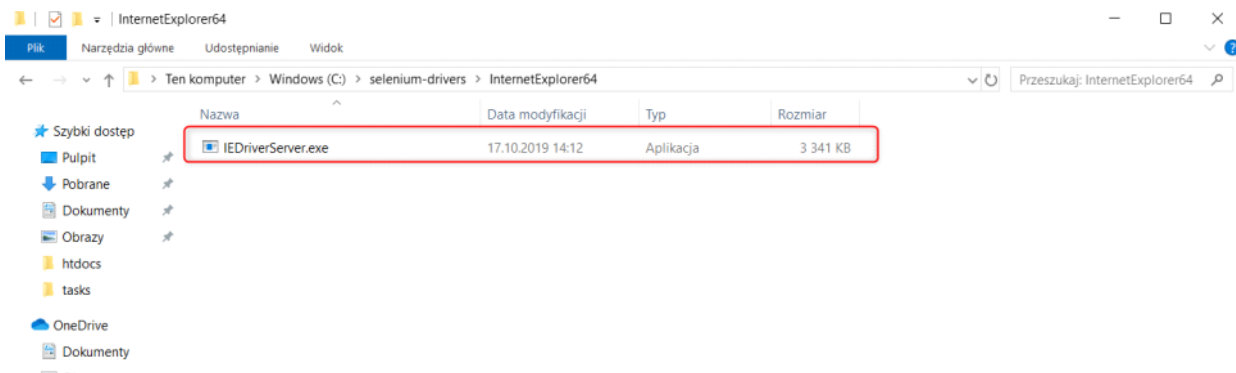 InternetExplorer64
Plik Narzędzia główne Udostępnianie Widok
Ten komputer > Windows (C:) > selenium-drivers > InternetExplorer64 Przeszukaj: InternetExplorer64
Nazwa Data modyfikacji Typ Rozmiar
Szybki dostęp
IEDriverServer.exe 17.10.2019 14:12 Aplikacja 3 341 KB
Pulpit
Pobrane
Dokumenty
Obrazy
htdocs
tasks
OneDrive
Dokumenty